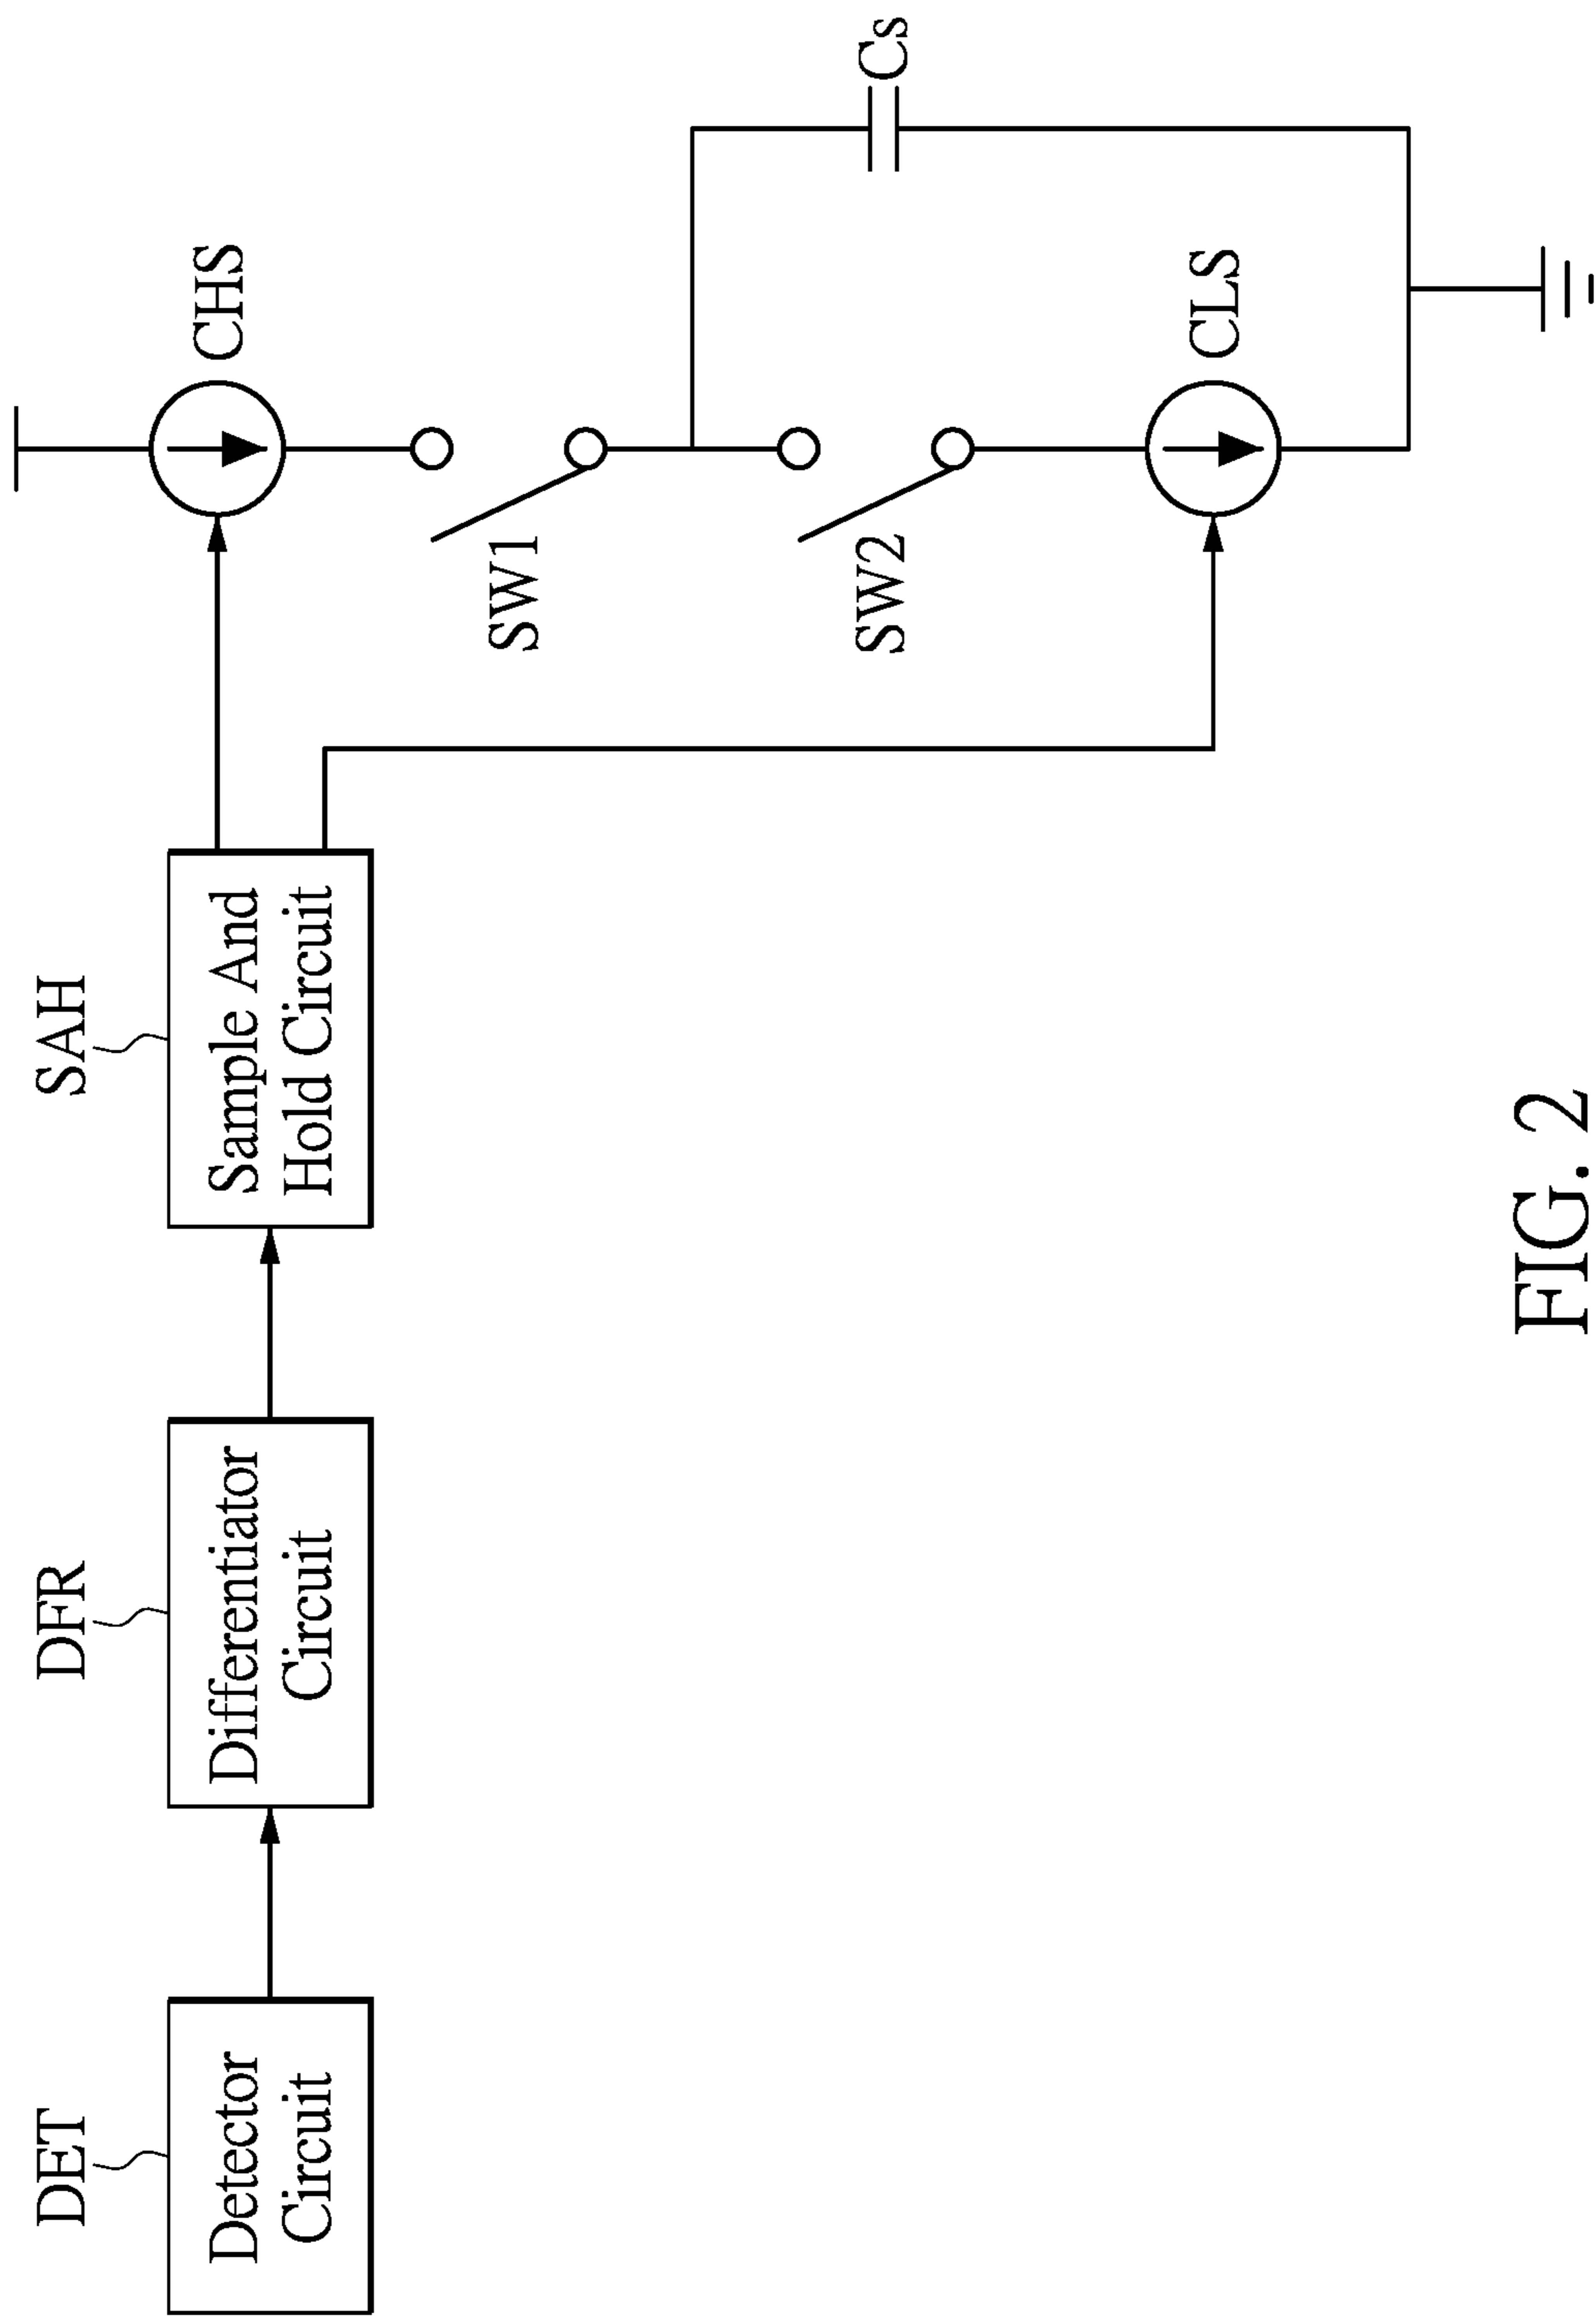 DET
Detector
Circuit
DFR
Differentiator
Circuit
SAH
Sample And
Hold Circuit
CHS
SW1
SW2
Cs
CLS
FIG. 2